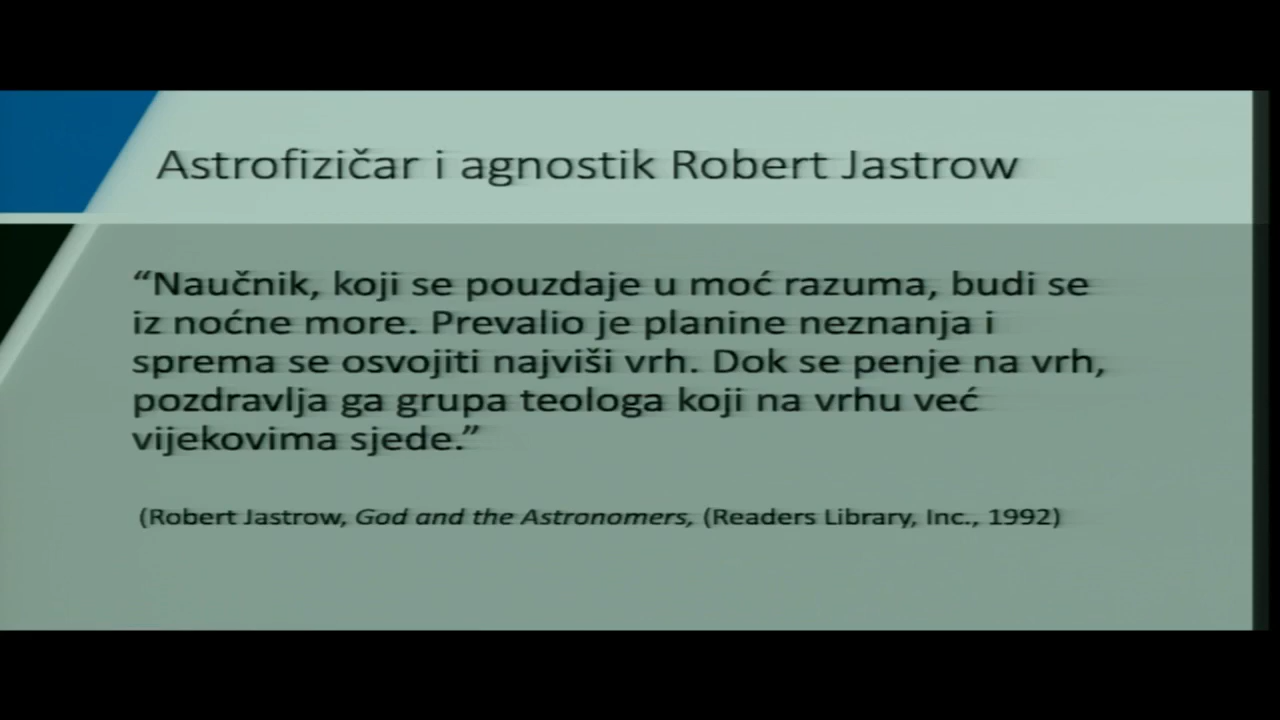 Astrofizičar i agnostik Robert Jastrow
“Naučnik, koji se pouzdaje u moć razuma, budi se
iz noćne more. Prevalio je planine neznanja i
sprema se osvojiti najviši vrh. Dok se penje na vrh,
pozdravlja ga grupa teologa koji na vrhu već
vijekovima sjede.”
(Robert Jastrow, God and the Astronomers, (Readers Library, Inc., 1992)